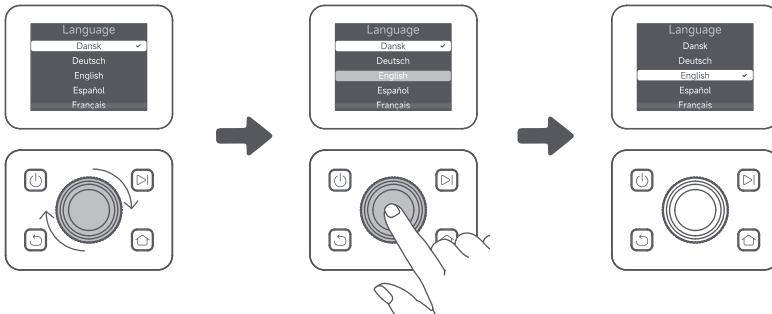 Language
Dansk
Deutsch
English
Español
Français
Language
Dansk
Deutsch
English
Español
Français
Language
Dansk
Deutsch
English
Español
Français